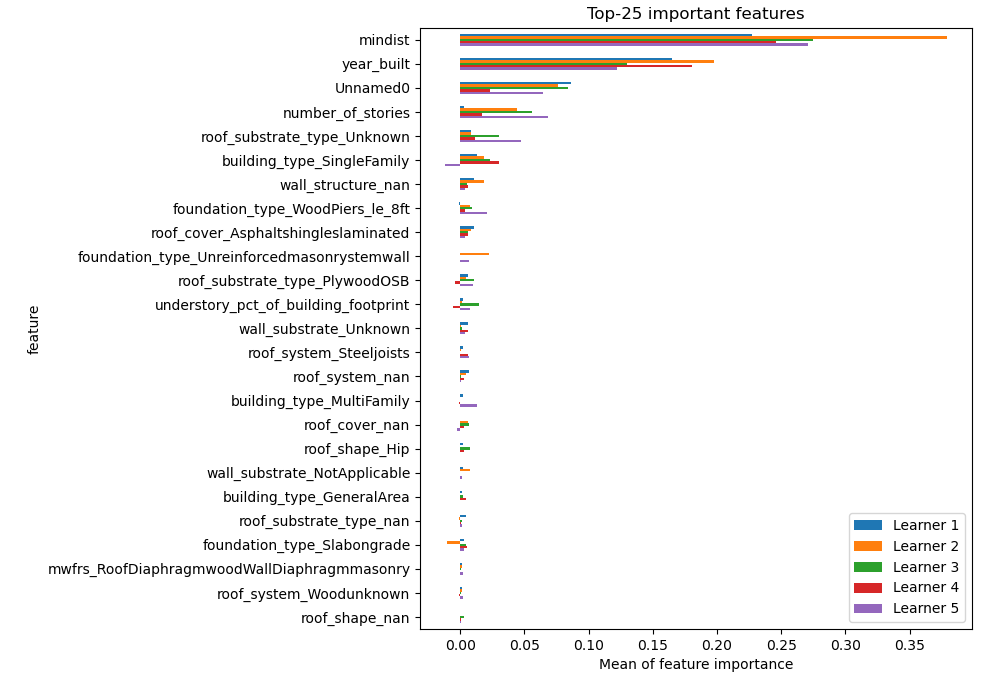 Top-25 important features
mindist
year_built
Unnamed0
number_of_stories
roof_substrate_type_Unknown
building_type_SingleFamily
wall_structure_nan
foundation_type_WoodPiers_le_8ft
roof_cover_Asphaltshingleslaminated
foundation_type_Unreinforcedmasonrystemwall
roof_substrate_type_PlywoodOSB
understory_pct_of_building_footprint
wall_substrate_Unknown
roof_system_Steeljoists
roof_system_nan
building_type_MultiFamily
roof_cover_nan
roof_shape_Hip
wall_substrate_NotApplicable
building_type_GeneralArea
roof_substrate_type_nan
foundation_type_Slabongrade
mwfrs_RoofDiaphragmwoodWallDiaphragmmasonry
roof_system_Woodunknown
roof_shape_nan
feature
Learner 1
Learner 2
Learner 3
Learner 4
Learner 5
0.00 0.05 0.10 0.15 0.20 0.25 0.30 0.35
Mean of feature importance